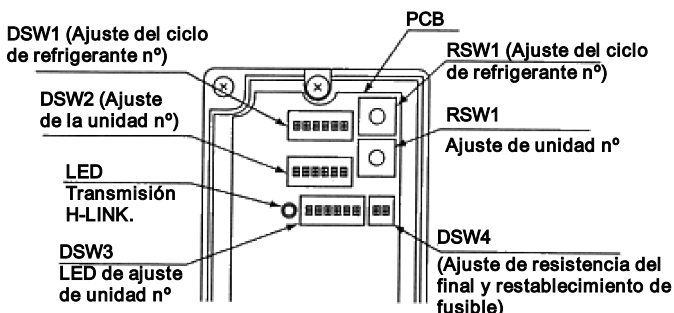 DSW1 (Ajuste del ciclo
de refrigerante nº)
PCB
RSW1 (Ajuste del ciclo
de refrigerante nº)
DSW2 (Ajuste
de la unidad nº)
RSW1
Ajuste de unidad nº
LED
Transmisión
H-LINK.
DSW3
LED de ajuste
de unidad nº
DSW4
(Ajuste de resistencia del
final y restablecimiento de
fusible)